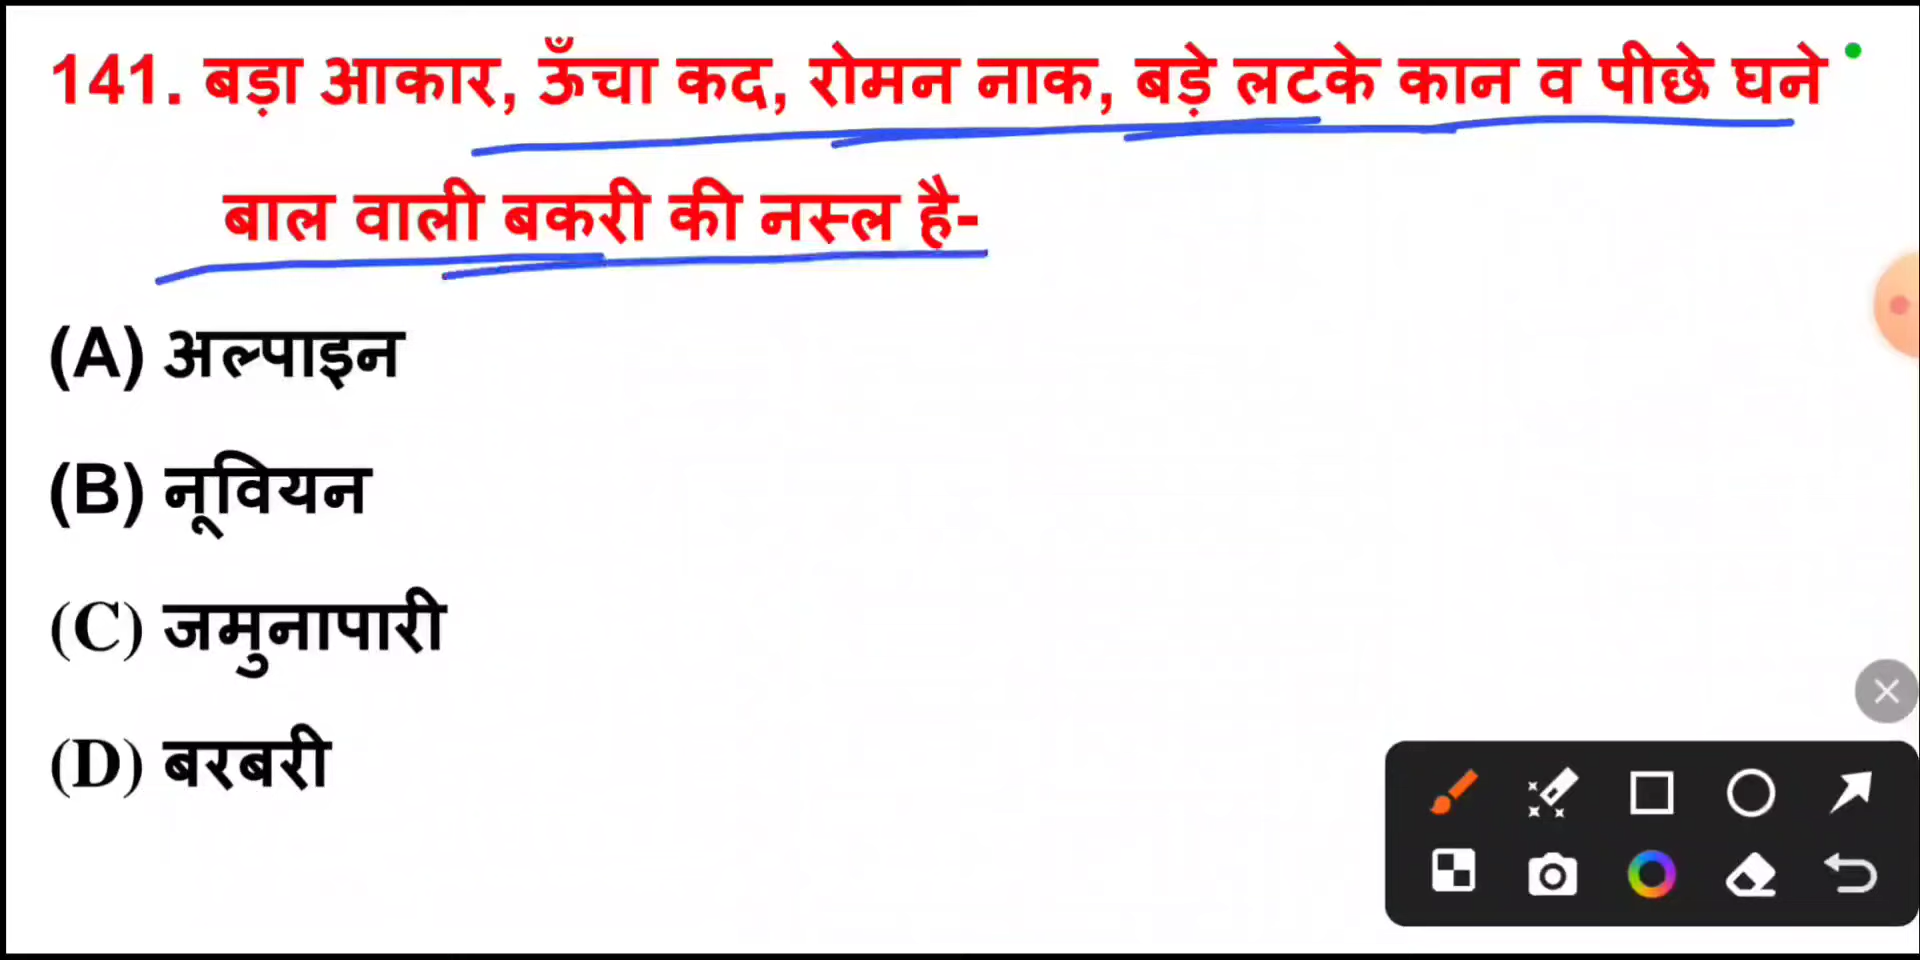 141. बड़ा आकार, ऊँचा कद, रोमन नाक, बड़े लटके कान व पीछे घने
बाल वाली बकरी की नस्ल है-
(A) अल्पाइन
(B) नूवियन
(C) जमुनापारी
(D) बरबरी